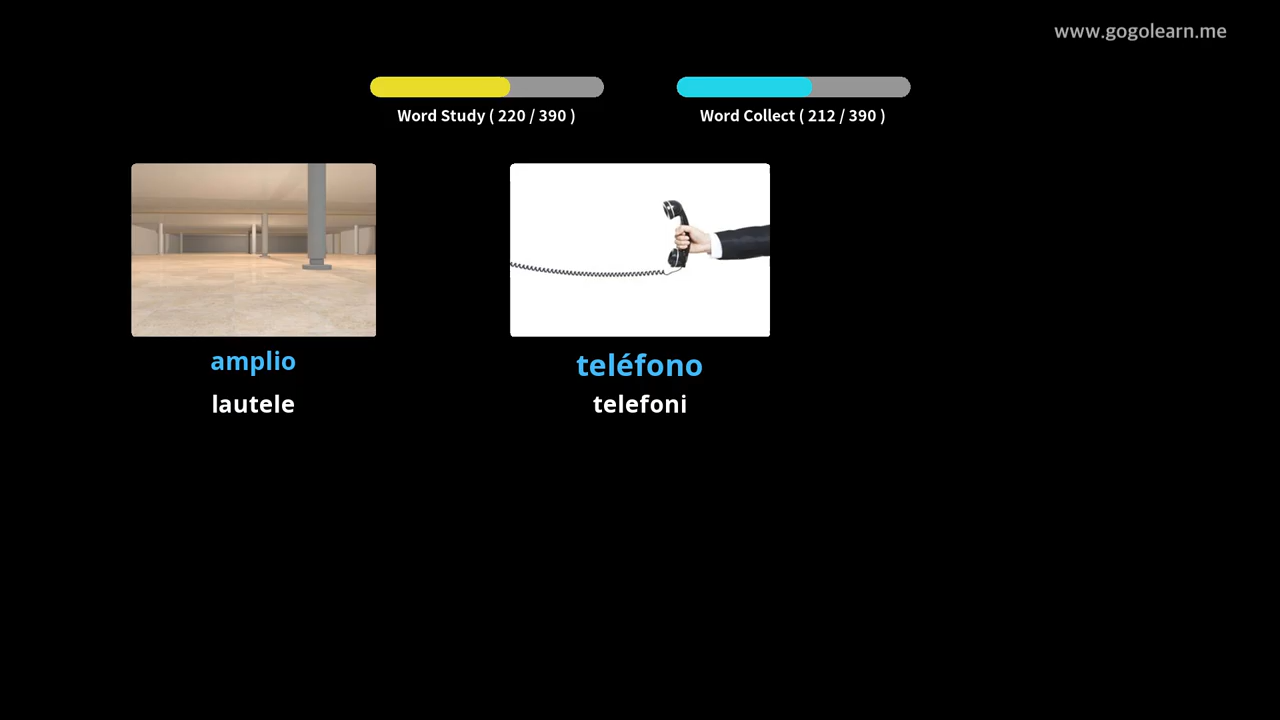 www.gogolearn.me
Word Study ( 220 / 390 )
Word Collect ( 212 / 390 )
amplio
lautele
teléfono
telefoni